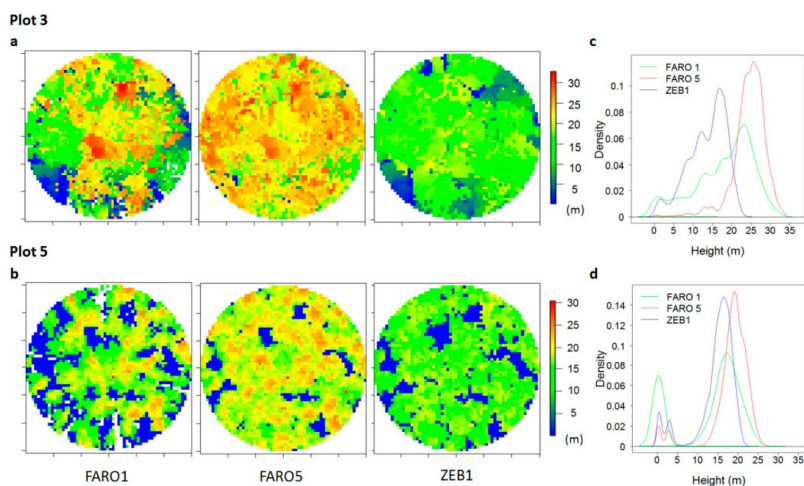 Plot 3
a
30
25
20
15
10
5
(m)
c
FARO 1
FARO 5
ZEB1
Density
0.1
0.08
0.06
0.04
0.02
0
0 5 10 15 20 25 30 35
Height (m)
Plot 5
b
30
25
20
15
10
5
(m)
FARO1
FARO5
ZEB1
d
FARO 1
FARO 5
ZEB1
Density
0.14
0.12
0.10
0.08
0.06
0.04
0.02
0
0 5 10 15 20 25 30 35
Height (m)